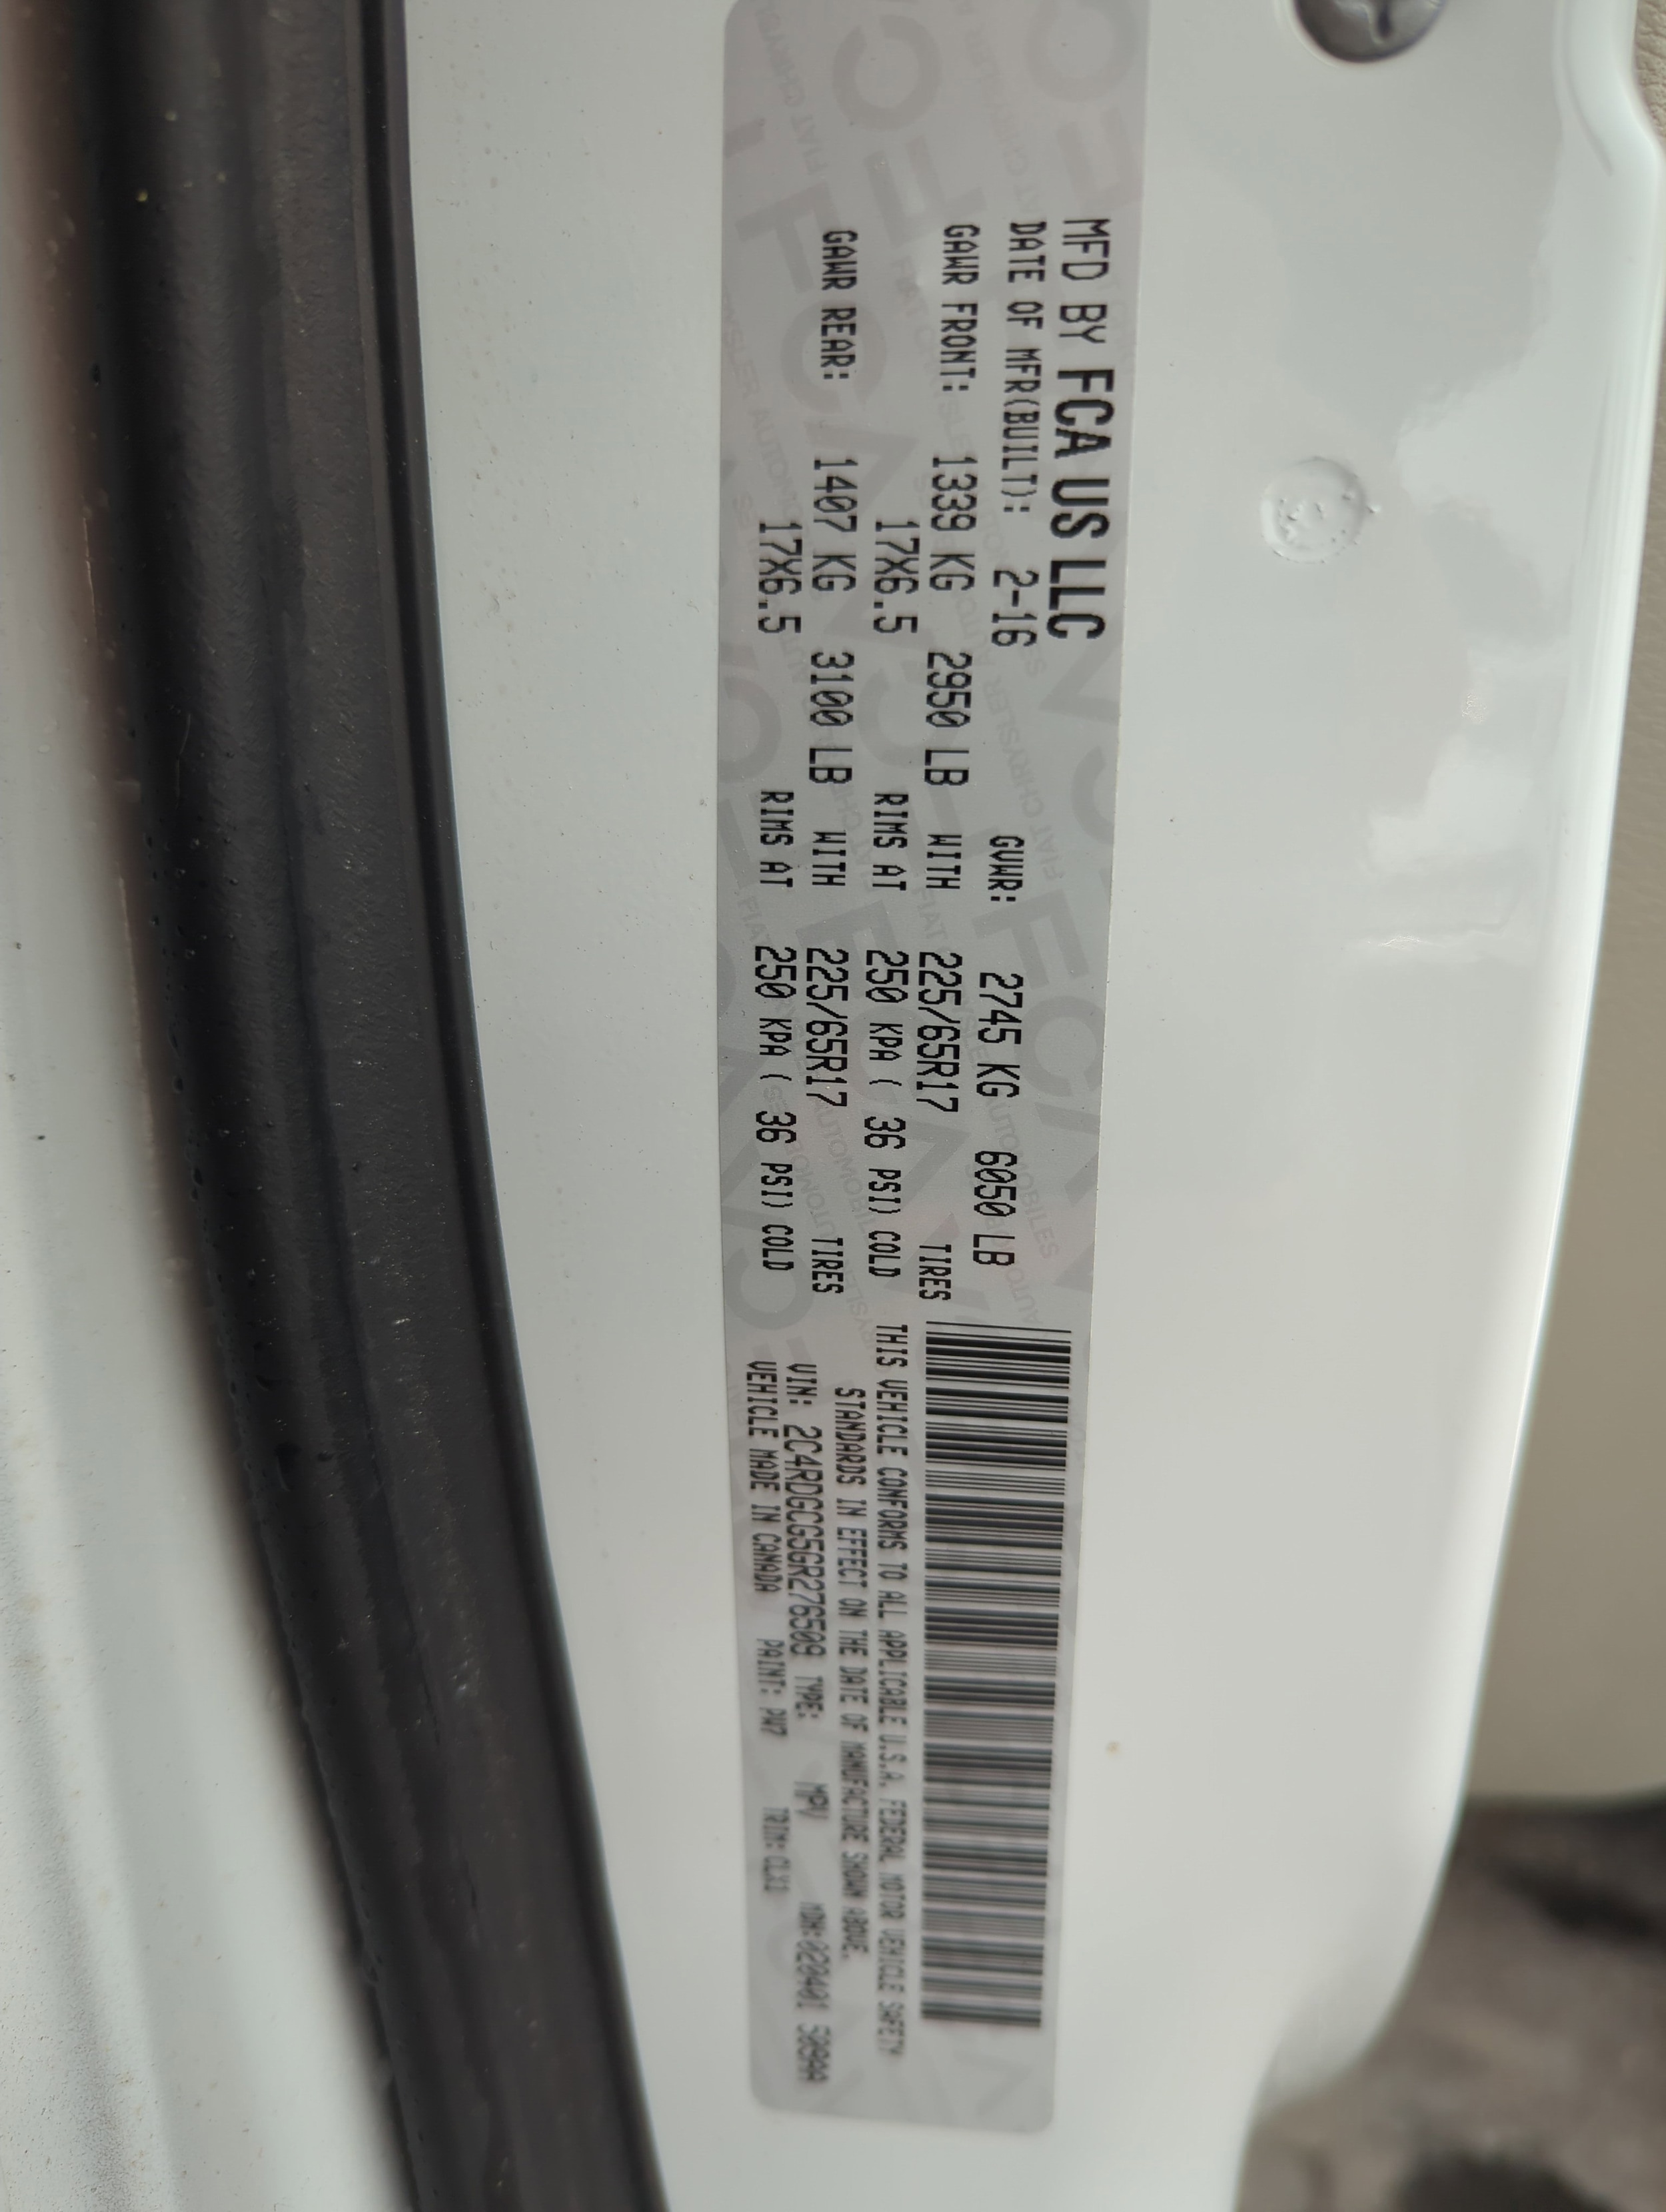 MFD BY FCA US LLC
DATE OF MFR(BUILT): 2-16 GVWR: 2745 KG 6050 LB
GAWR FRONT: 1339 KG 2950 LB WITH 225/65R17 TIRES
17X6.5 RIMS AT 250 KPA ( 36 PSI) COLD
GAWR REAR: 1407 KG 3100 LB WITH 225/65R17 TIRES
17X6.5 RIMS AT 250 KPA ( 36 PSI) COLD
THIS VEHICLE CONFORMS TO ALL APPLICABLE U.S.A. FEDERAL MOTOR VEHICLE SAFETY
STANDARDS IN EFFECT ON THE DATE OF MANUFACTURE SHOWN ABOVE.
VIN: 2C4RDGCG5GR276509 TYPE: MPV MDH:020401 S09AA
VEHICLE MADE IN CANADA PAINT: PW7 TRIM: